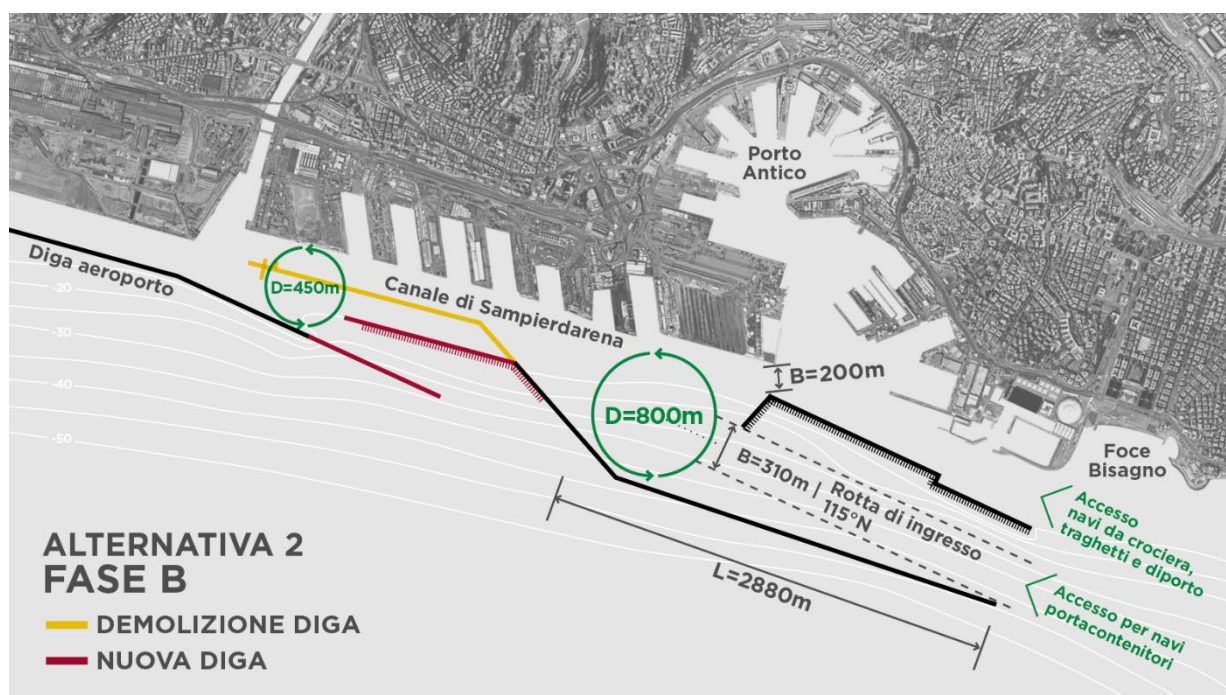 Porto
Antico
Diga aeroporto
D=450m
Canale di Sampierdarena
-20
-30
-40
-50
B=200m
D=800m
B=310m |
Rotta di ingresso
115°N
Foce
Bisagno
Accesso
navi da crociera,
traghetti e diporto
L=2880m
Accesso per navi
portacontenitori
ALTERNATIVA 2
FASE B
DEMOLIZIONE DIGA
NUOVA DIGA